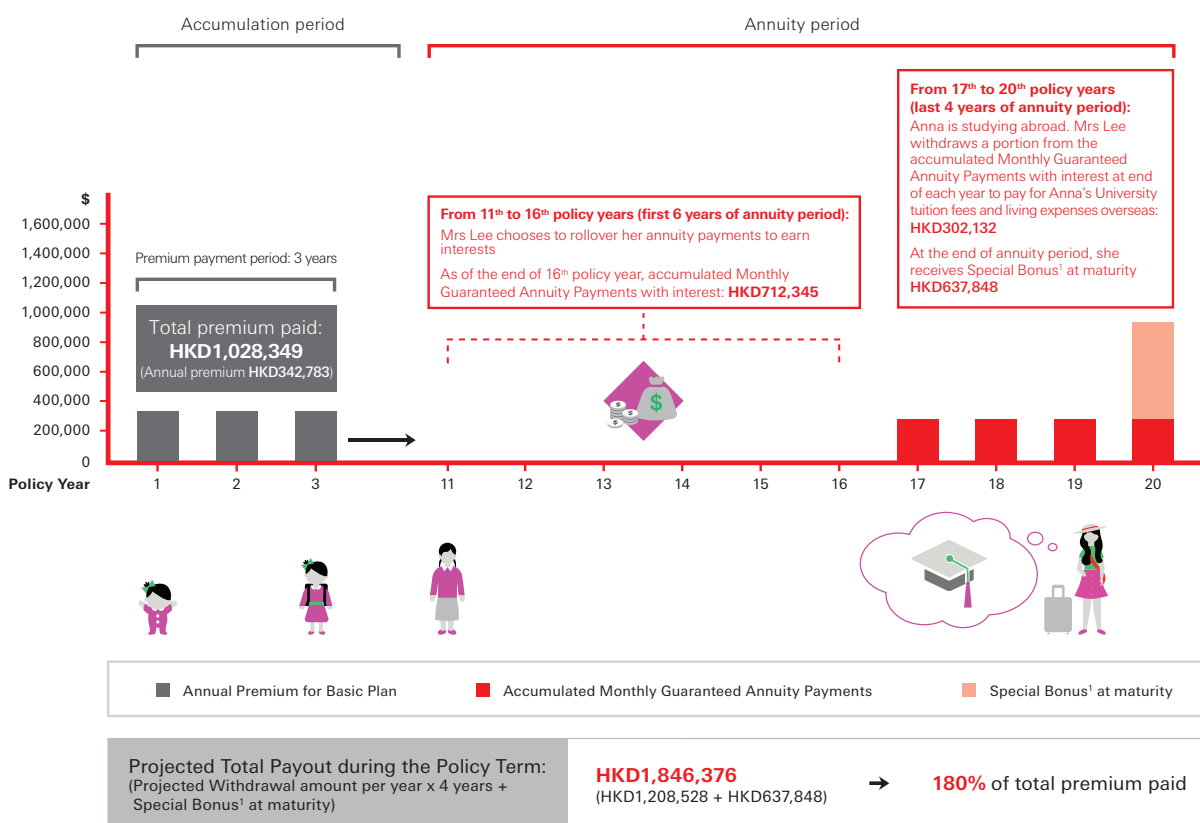 Accumulation period
Annuity period
From 17th to 20th policy years
(last 4 years of annuity period):
Anna is studying abroad. Mrs Lee
withdraws a portion from the
accumulated Monthly Guaranteed
Annuity Payments with interest at end
of each year to pay for Anna's University
tuition fees and living expenses overseas:
HKD302,132
At the end of annuity period, she
receives Special Bonus¹ at maturity
HKD637,848
From 11th to 16th policy years (first 6 years of annuity period):
Mrs Lee chooses to rollover her annuity payments to earn
interests
As of the end of 16th policy year, accumulated Monthly
Guaranteed Annuity Payments with interest: HKD712,345
$
1,600,000
1,400,000
1,200,000
1,000,000
800,000
600,000
400,000
200,000
0
Premium payment period: 3 years
Total premium paid:
HKD1,028,349
(Annual premium HKD342,783)
$
$
$
$
Policy Year 1 2 3 11 12 13 14 15 16 17 18 19 20
Annual Premium for Basic Plan
Accumulated Monthly Guaranteed Annuity Payments
Special Bonus¹ at maturity
Projected Total Payout during the Policy Term:
(Projected Withdrawal amount per year x 4 years +
Special Bonus¹ at maturity)
HKD1,846,376
(HKD1,208,528 + HKD637,848)
180% of total premium paid